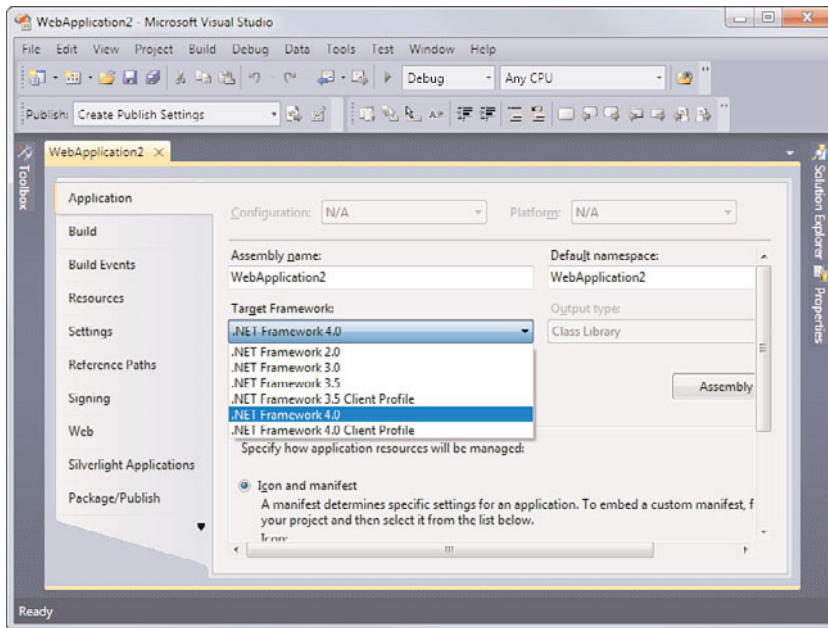 WebApplication2 - Microsoft Visual Studio
File Edit View Project Build Debug Data Tools Test Window Help
Debug Any CPU
Publish: Create Publish Settings
Toolbox
WebApplication2
Solution Explorer
Properties
Application
Build
Build Events
Resources
Settings
Reference Paths
Signing
Web
Silverlight Applications
Package/Publish
Configuration: N/A Platform: N/A
Assembly name: Default namespace:
WebApplication2 WebApplication2
Target Framework: Output type:
.NET Framework 4.0 Class Library
.NET Framework 2.0
.NET Framework 3.0
.NET Framework 3.5
.NET Framework 3.5 Client Profile
.NET Framework 4.0
.NET Framework 4.0 Client Profile
Assembly
Specify how application resources will be managed:
Icon and manifest
A manifest determines specific settings for an application. To embed a custom manifest, f
your project and then select it from the list below.
Icon:
Ready